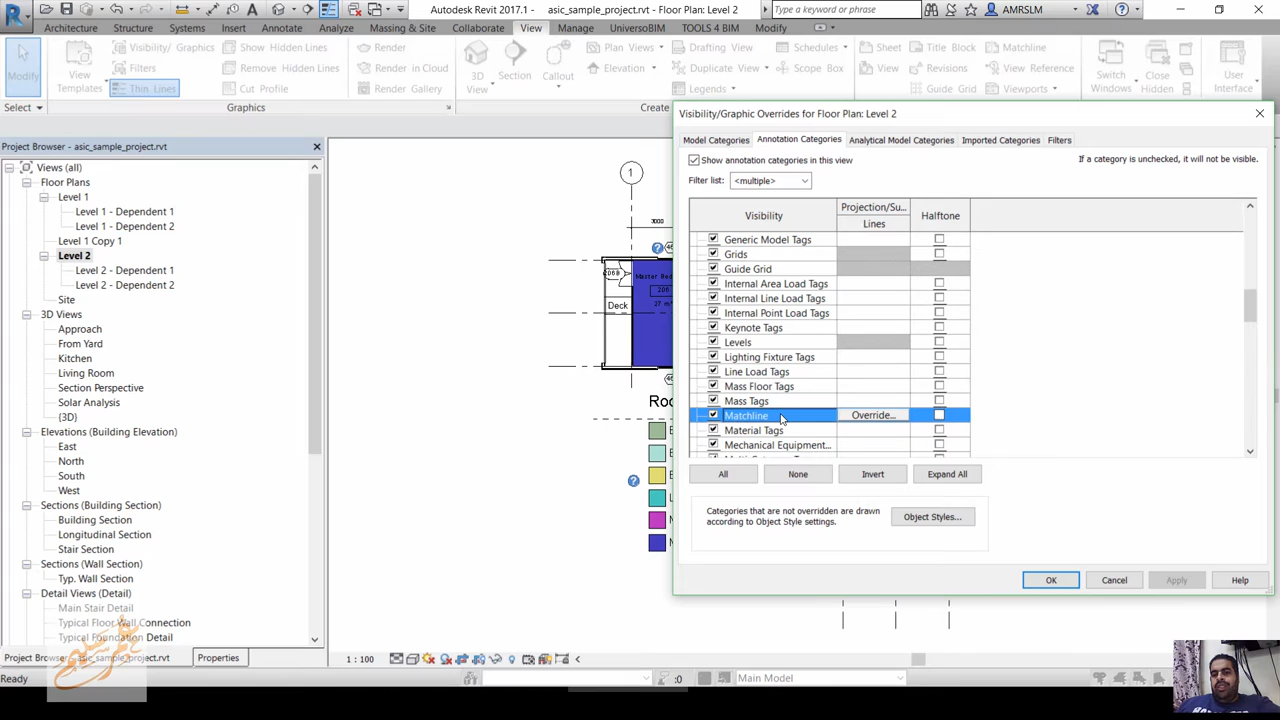 Autodesk Revit 2017.1 - asic_sample_project.rvt - Floor Plan: Level 2
Type a keyword or phrase
AMRSLM
Architecture Structure Systems Insert Annotate Analyze Massing & Site Collaborate View Manage UniversoBIM TOOLS 4 BIM Modify
Modify
View Templates
Visibility/ Graphics
Filters
Thin Lines
Show Hidden Lines
Remove Hidden Lines
Cut Profile
Render
Render in Cloud
Render Gallery
3D View
Section
Callout
Plan Views
Elevation
Drafting View
Duplicate View
Legends
Schedules
Scope Box
Sheet
View
Title Block
Revisions
Guide Grid
Matchline
View Reference
Viewports
Switch Windows
Close Hidden
User Interface
Select
Graphics
Create
Project Browser - asic_sample_project.rvt
Views (all)
Floor Plans
Level 1
Level 1 - Dependent 1
Level 1 - Dependent 2
Level 1 Copy 1
Level 2
Level 2 - Dependent 1
Level 2 - Dependent 2
Site
3D Views
Approach
From Yard
Kitchen
Living Room
Section Perspective
Solar Analysis
{3D}
Elevations (Building Elevation)
East
North
South
West
Sections (Building Section)
Building Section
Longitudinal Section
Stair Section
Sections (Wall Section)
Typ. Wall Section
Detail Views (Detail)
Main Stair Detail
Typical Floor Wall Connection
Typical Foundation Detail
Project Browser - asic_sample_project.rvt
Properties
Ready
1
3000
206B
Master Bed
206
27 m²
Deck
Visibility/Graphic Overrides for Floor Plan: Level 2
Model Categories Annotation Categories Analytical Model Categories Imported Categories Filters
Show annotation categories in this view
If a category is unchecked, it will not be visible.
Filter list: <multiple>
Visibility Projection/Su... Halftone
Lines
Generic Model Tags
Grids
Guide Grid
Internal Area Load Tags
Internal Line Load Tags
Internal Point Load Tags
Keynote Tags
Levels
Lighting Fixture Tags
Line Load Tags
Mass Floor Tags
Mass Tags
Matchline Override...
Material Tags
Mechanical Equipment...
All None Invert Expand All
Categories that are not overridden are drawn
according to Object Style settings.
Object Styles...
OK Cancel Apply Help
1 : 100
:0
Main Model